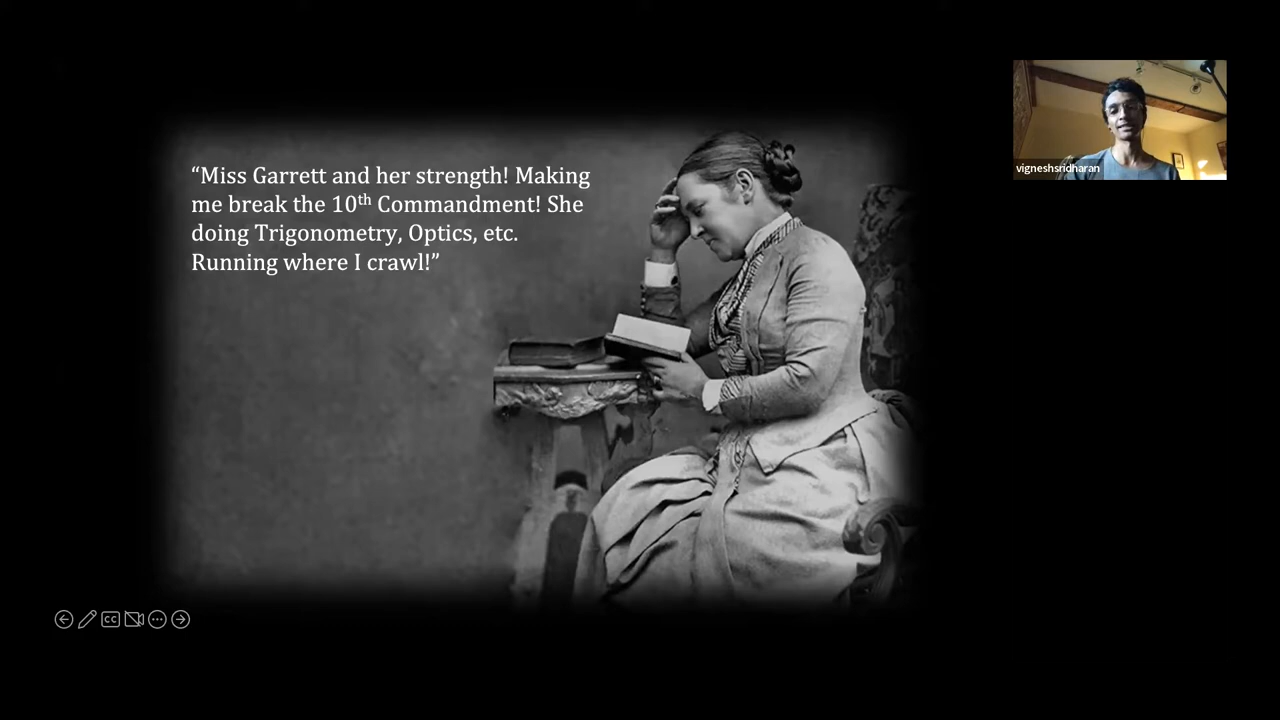 “Miss Garrett and her strength! Making
me break the 10th Commandment! She
doing Trigonometry, Optics, etc.
Running where I crawl!”
vigneshsridharan
CC